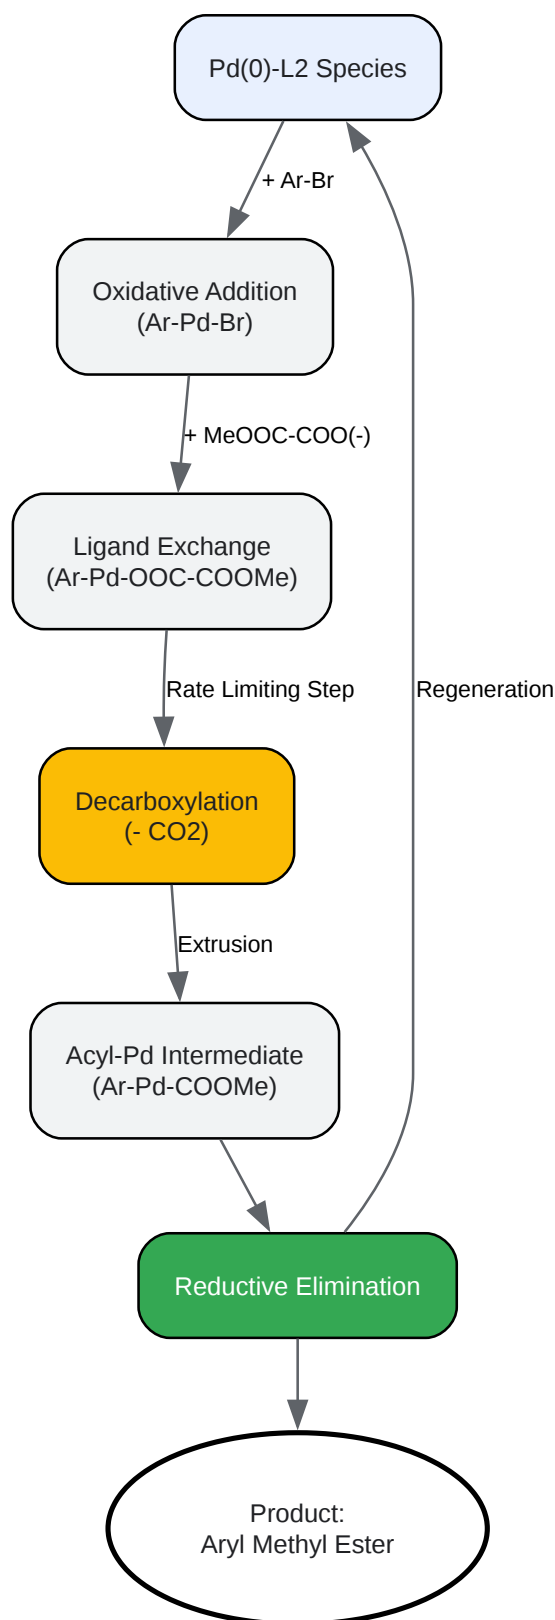 Pd(0)-L2 Species
+ Ar-Br
Oxidative Addition
(Ar-Pd-Br)
+ MeOOC-COO(-)
Ligand Exchange
(Ar-Pd-OOC-COOMe)
Rate Limiting Step
Regeneration
Decarboxylation
(- CO2)
Extrusion
Acyl-Pd Intermediate
(Ar-Pd-COOMe)
Reductive Elimination
Product:
Aryl Methyl Ester